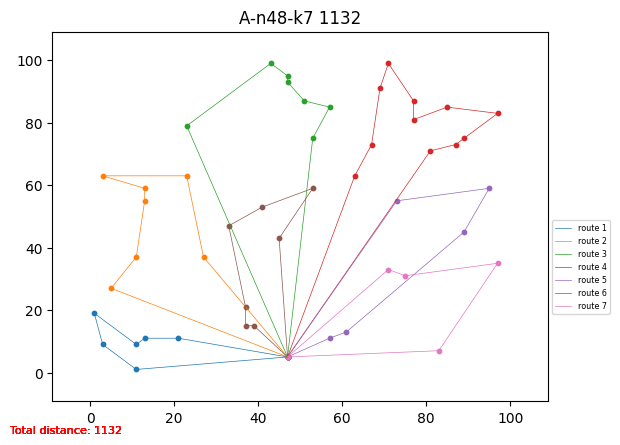 A-n48-k7 1132
100
80
60
40
20
0
0 20 40 60 80 100
route 1
route 2
route 3
route 4
route 5
route 6
route 7
Total distance: 1132